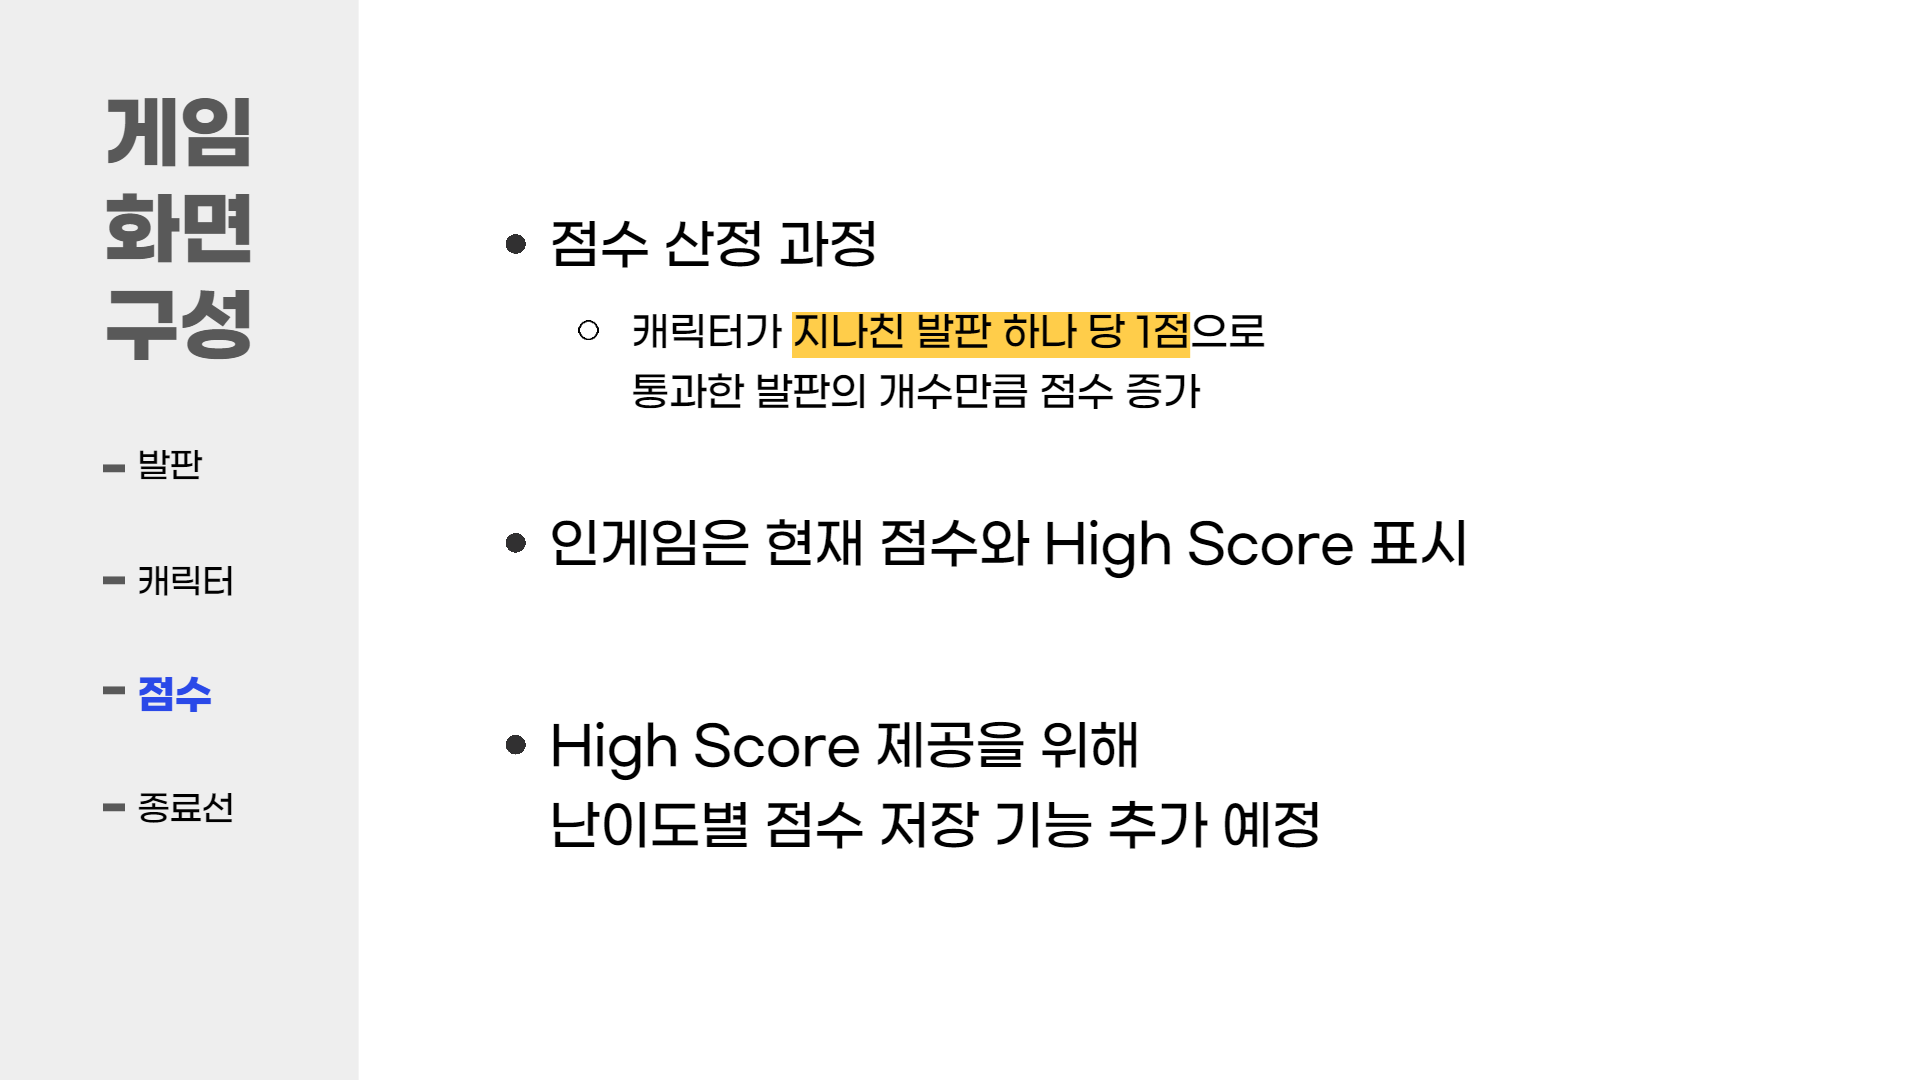 게임
화면
구성
- 발판
- 캐릭터
- 점수
- 종료선
• 점수 산정 과정
○ 캐릭터가 지나친 발판 하나 당 1점으로
통과한 발판의 개수만큼 점수 증가
• 인게임은 현재 점수와 High Score 표시
• High Score 제공을 위해
난이도별 점수 저장 기능 추가 예정